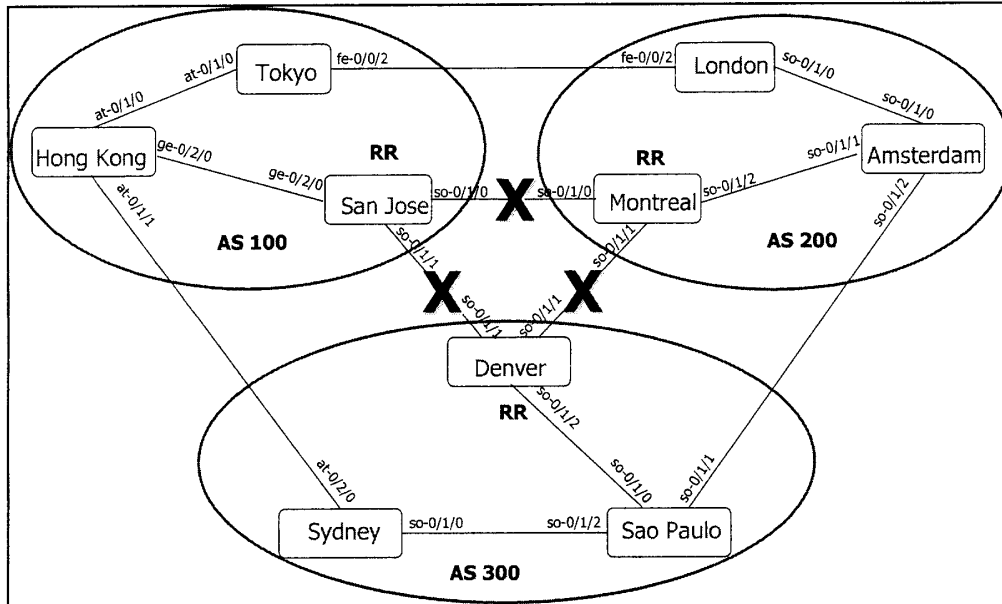 at-0/1/0
Tokyo
fe-0/0/2
fe-0/0/2
London
so-0/1/0
at-0/1/0
so-0/1/0
Hong Kong
ge-0/2/0
RR
RR
so-0/1/1
Amsterdam
ge-0/2/0
San Jose
so-0/1/0
X
so-0/1/0
Montreal
so-0/1/2
so-0/1/2
at-0/1/1
AS 100
AS 200
so-0/1/1
X
X
so-0/1/1
so-0/1/1
so-0/1/1
Denver
RR
so-0/1/2
at-0/2/0
so-0/1/0
so-0/1/1
Sydney
so-0/1/0
so-0/1/2
Sao Paulo
AS 300